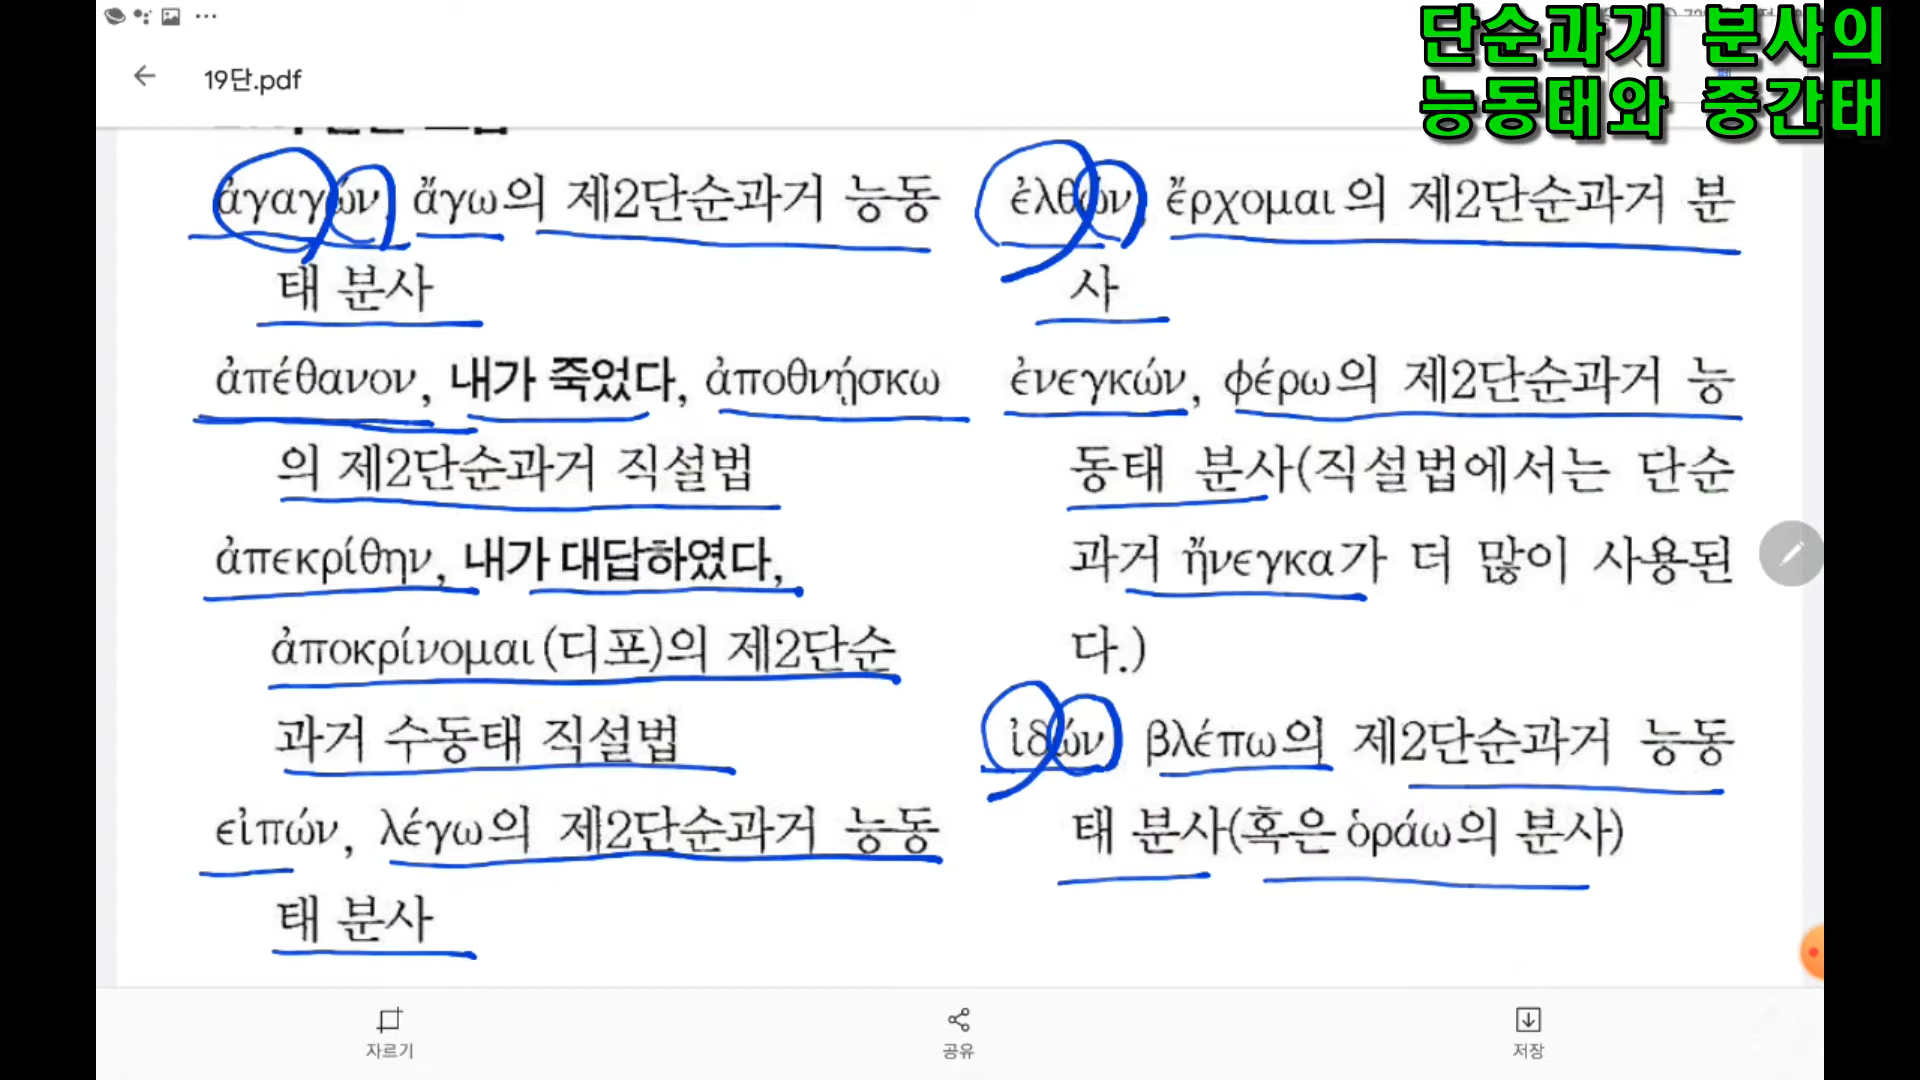 단순과거 분사의
능동태와 중간태
19단.pdf
ἀγαγών, ἄγω의 제2단순과거 능동
태 분사
ἀπέθανον, 내가 죽었다, ἀποθνῄσκω
의 제2단순과거 직설법
ἀπεκρίθην, 내가 대답하였다,
ἀποκρίνομαι(디포)의 제2단순
과거 수동태 직설법
εἰπών, λέγω의 제2단순과거 능동
태 분사
ἐλθών, ἔρχομαι의 제2단순과거 분
사
ἐνεγκών, φέρω의 제2단순과거 능
동태 분사(직설법에서는 단순
과거 ἤνεγκα가 더 많이 사용된
다.)
ἰδών βλέπω의 제2단순과거 능동
태 분사(혹은 ὁράω의 분사)
자르기
공유
저장